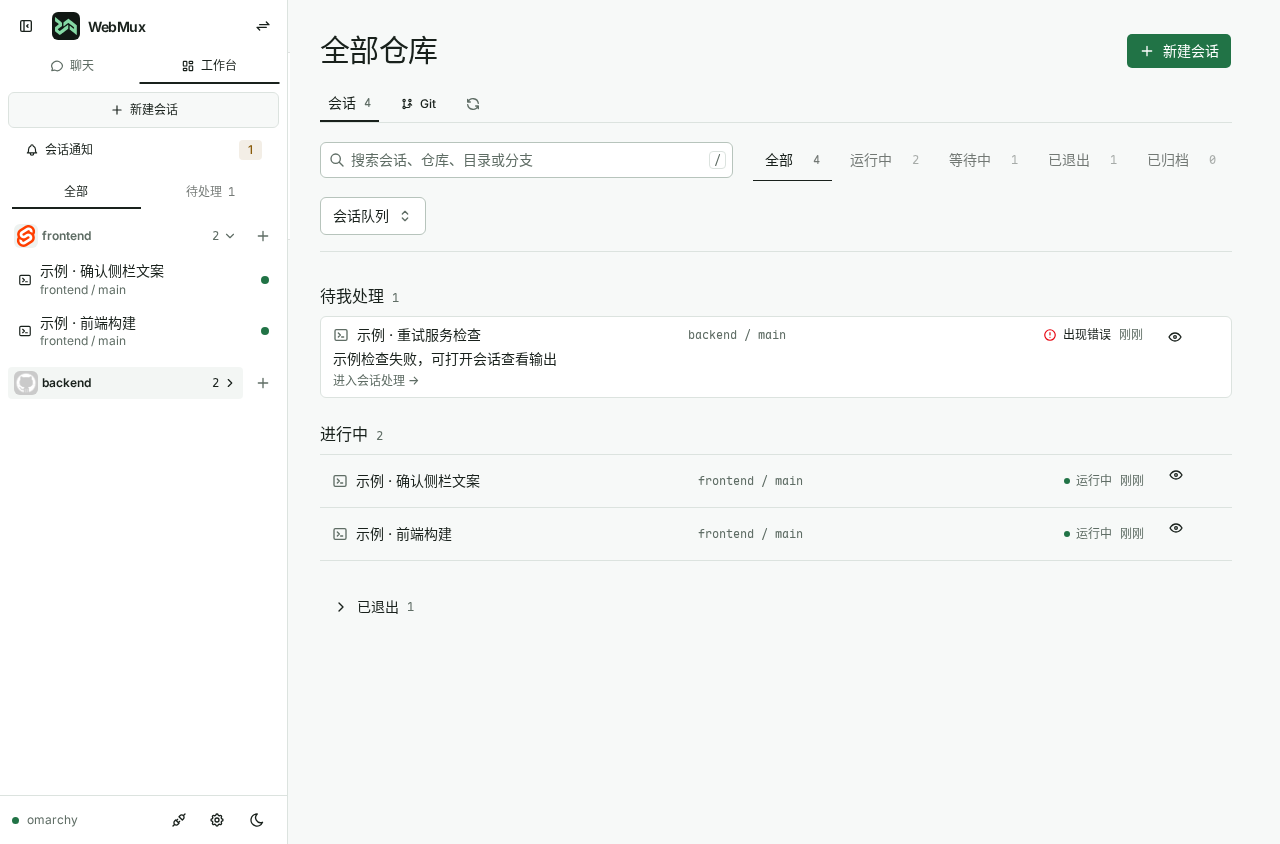 WebMux
聊天
工作台
新建会话
会话通知 1
全部
待处理 1
frontend 2
示例 · 确认侧栏文案
frontend / main
示例 · 前端构建
frontend / main
backend 2
omarchy
全部仓库
新建会话
会话 4
Git
搜索会话、仓库、目录或分支 /
全部 4
运行中 2
等待中 1
已退出 1
已归档 0
会话队列
待我处理 1
示例 · 重试服务检查 backend / main 出现错误 刚刚
示例检查失败，可打开会话查看输出
进入会话处理 →
进行中 2
示例 · 确认侧栏文案 frontend / main 运行中 刚刚
示例 · 前端构建 frontend / main 运行中 刚刚
已退出 1